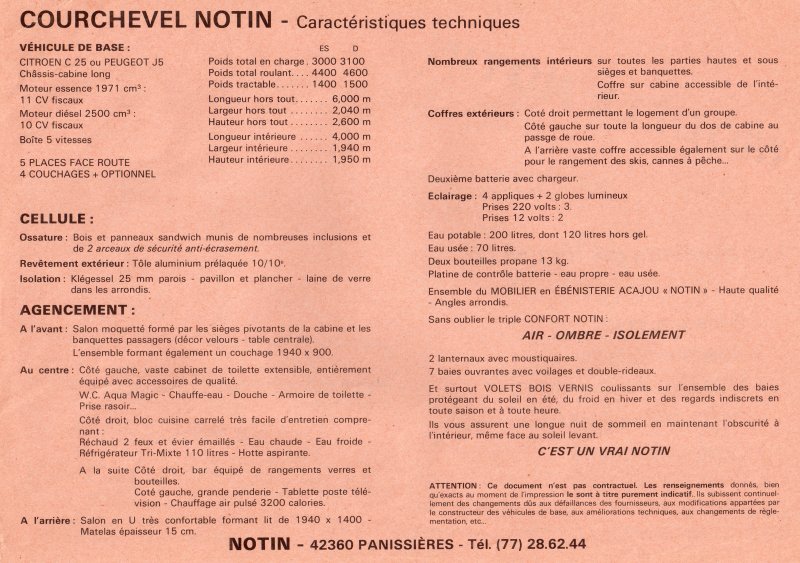 COURCHEVEL NOTIN - Caractéristiques techniques
VÉHICULE DE BASE :
CITROEN C 25 ou PEUGEOT J5
Châssis-cabine long
Moteur essence 1971 cm³ :
11 CV fiscaux
Moteur diésel 2500 cm³ :
10 CV fiscaux
Boîte 5 vitesses
5 PLACES FACE ROUTE
4 COUCHAGES + OPTIONNEL
ES D
Poids total en charge . 3000 3100
Poids total roulant . . . . 4400 4600
Poids tractable . . . . . . . 1400 1500
Longueur hors tout . . . . . . . 6,000 m
Largeur hors tout . . . . . . . . 2,040 m
Hauteur hors tout . . . . . . . . 2,600 m
Longueur intérieure . . . . . . 4,000 m
Largeur intérieure . . . . . . . . 1,940 m
Hauteur intérieure . . . . . . . . 1,950 m
CELLULE :
Ossature : Bois et panneaux sandwich munis de nombreuses inclusions et
de 2 arceaux de sécurité anti-écrasement.
Revêtement extérieur : Tôle aluminium prélaquée 10/10e.
Isolation : Klégessel 25 mm parois - pavillon et plancher - laine de verre
dans les arrondis.
AGENCEMENT :
A l'avant : Salon moquetté formé par les sièges pivotants de la cabine et les
banquettes passagers (décor velours - table centrale).
L'ensemble formant également un couchage 1940 x 900.
Au centre : Côté gauche, vaste cabinet de toilette extensible, entièrement
équipé avec accessoires de qualité.
W.C. Aqua Magic - Chauffe-eau - Douche - Armoire de toilette -
Prise rasoir...
Côté droit, bloc cuisine carrelé très facile d'entretien compre-
nant :
Réchaud 2 feux et évier émaillés - Eau chaude - Eau froide -
Réfrigérateur Tri-Mixte 110 litres - Hotte aspirante.
A la suite Côté droit, bar équipé de rangements verres et
bouteilles.
Coté gauche, grande penderie - Tablette poste télé-
vision - Chauffage air pulsé 3200 calories.
A l'arrière : Salon en U très confortable formant lit de 1940 x 1400 -
Matelas épaisseur 15 cm.
Nombreux rangements intérieurs sur toutes les parties hautes et sous
sièges et banquettes.
Coffre sur cabine accessible de l'inté-
rieur.
Coffres extérieurs : Coté droit permettant le logement d'un groupe.
Côté gauche sur toute la longueur du dos de cabine au
passge de roue.
A l'arrière vaste coffre accessible également sur le côté
pour le rangement des skis, cannes à pêche...
Deuxième batterie avec chargeur.
Eclairage : 4 appliques + 2 globes lumineux
Prises 220 volts : 3.
Prises 12 volts : 2
Eau potable : 200 litres, dont 120 litres hors gel.
Eau usée : 70 litres.
Deux bouteilles propane 13 kg.
Platine de contrôle batterie - eau propre - eau usée.
Ensemble du MOBILIER en ÉBÉNISTERIE ACAJOU « NOTIN » - Haute qualité
- Angles arrondis.
Sans oublier le triple CONFORT NOTIN :
AIR - OMBRE - ISOLEMENT
2 lanternaux avec moustiquaires.
7 baies ouvrantes avec voilages et double-rideaux.
Et surtout VOLETS BOIS VERNIS coulissants sur l'ensemble des baies
protégeant du soleil en été, du froid en hiver et des regards indiscrets en
toute saison et à toute heure.
Ils vous assurent une longue nuit de sommeil en maintenant l'obscurité à
l'intérieur, même face au soleil levant.
C'EST UN VRAI NOTIN
ATTENTION : Ce document n'est pas contractuel. Les renseignements donnés, bien
qu'exacts au moment de l'impression le sont à titre purement indicatif. Ils subissent continuel-
lement des changements dûs aux défaillances des fournisseurs, aux modifications apportées par
le constructeur des véhicules de base, aux améliorations techniques, aux changements de régle-
mentation, etc...
NOTIN - 42360 PANISSIÈRES - Tél. (77) 28.62.44